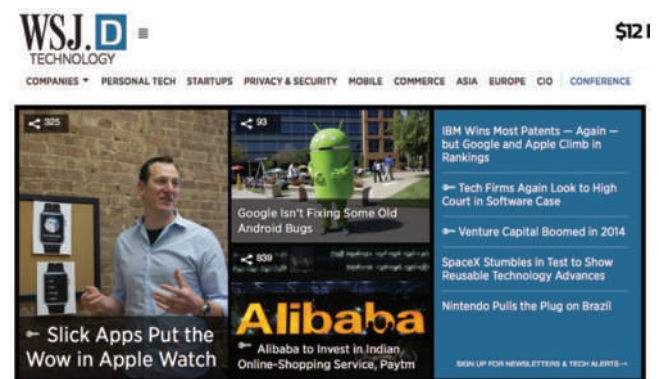 WSJ.D
TECHNOLOGY
$12
COMPANIES PERSONAL TECH STARTUPS PRIVACY & SECURITY MOBILE COMMERCE ASIA EUROPE CIO CONFERENCE
325
Slick Apps Put the
Wow in Apple Watch
93
Google Isn't Fixing Some Old
Android Bugs
839
Alibaba
Alibaba to Invest in Indian
Online-Shopping Service, Paytm
IBM Wins Most Patents — Again —
but Google and Apple Climb in
Rankings
Tech Firms Again Look to High
Court in Software Case
Venture Capital Boomed in 2014
SpaceX Stumbles in Test to Show
Reusable Technology Advances
Nintendo Pulls the Plug on Brazil
SIGN UP FOR NEWSLETTERS & TECH ALERTS